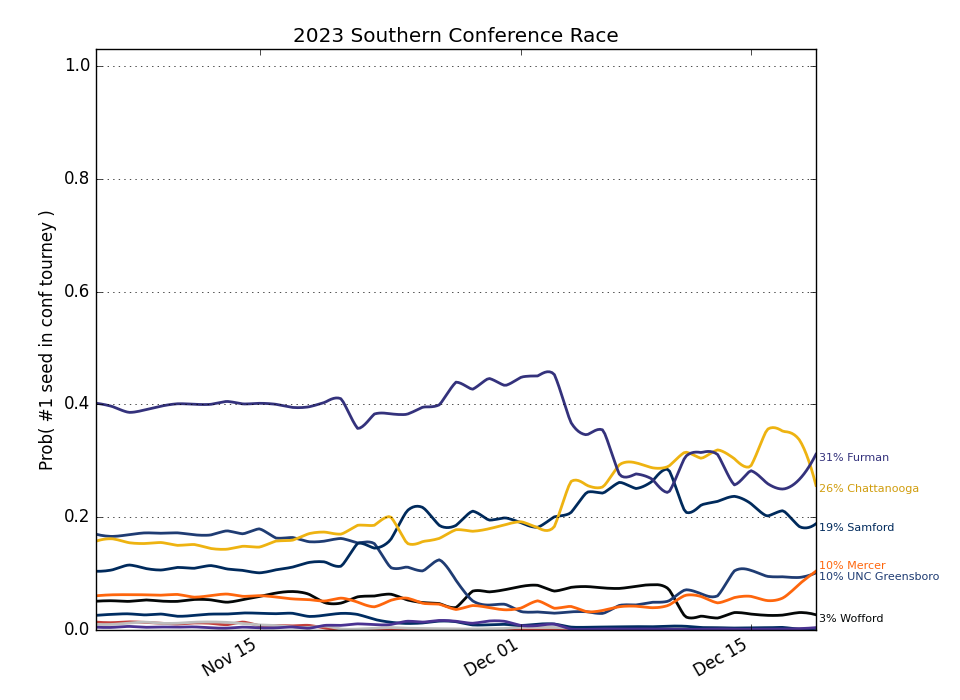 2023 Southern Conference Race
Prob( #1 seed in conf tourney )
1.0
0.8
0.6
0.4
0.2
0.0
31% Furman
26% Chattanooga
19% Samford
10% Mercer
10% UNC Greensboro
3% Wofford
Nov 15
Dec 01
Dec 15